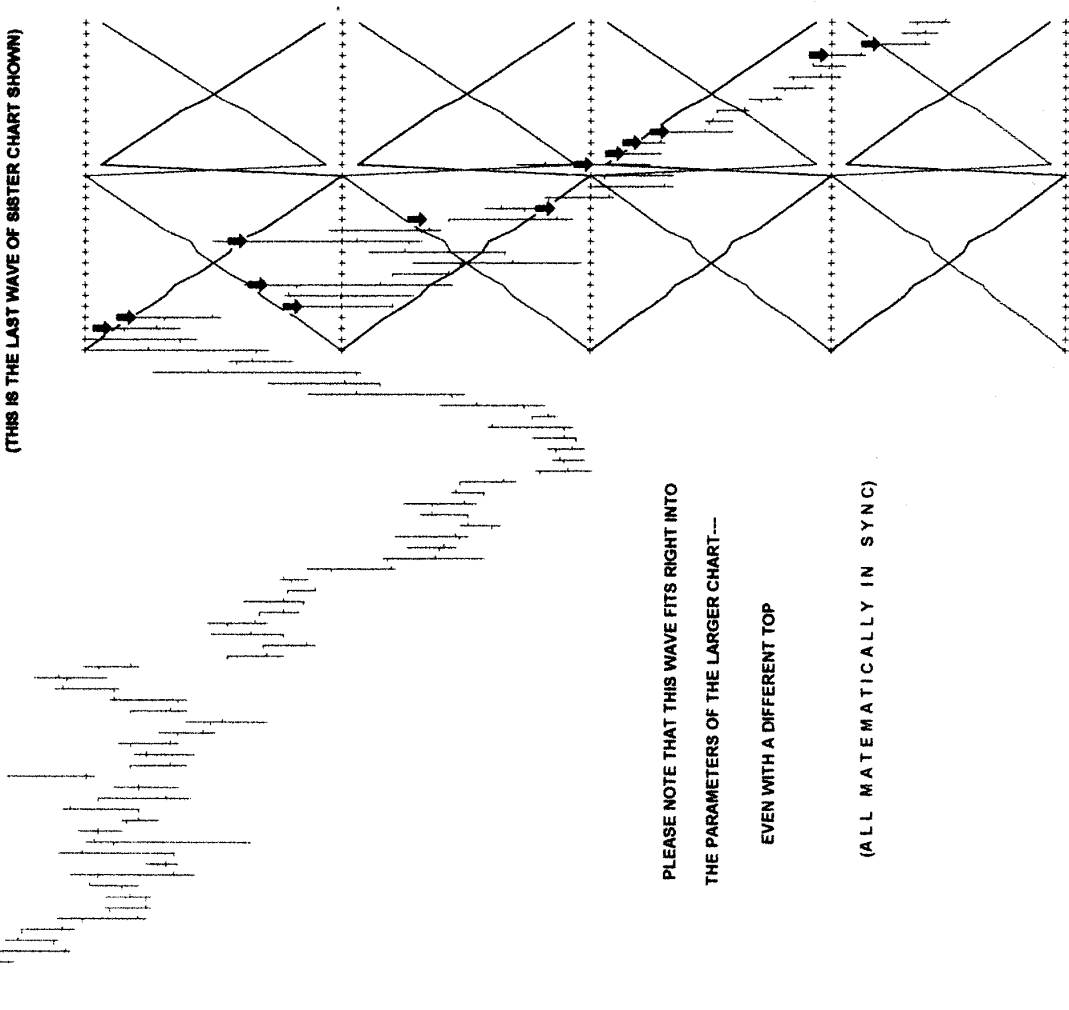 (THIS IS THE LAST WAVE OF SISTER CHART SHOWN)
PLEASE NOTE THAT THIS WAVE FITS RIGHT INTO
THE PARAMETERS OF THE LARGER CHART---
EVEN WITH A DIFFERENT TOP
(ALL MATEMATICALLY IN SYNC)